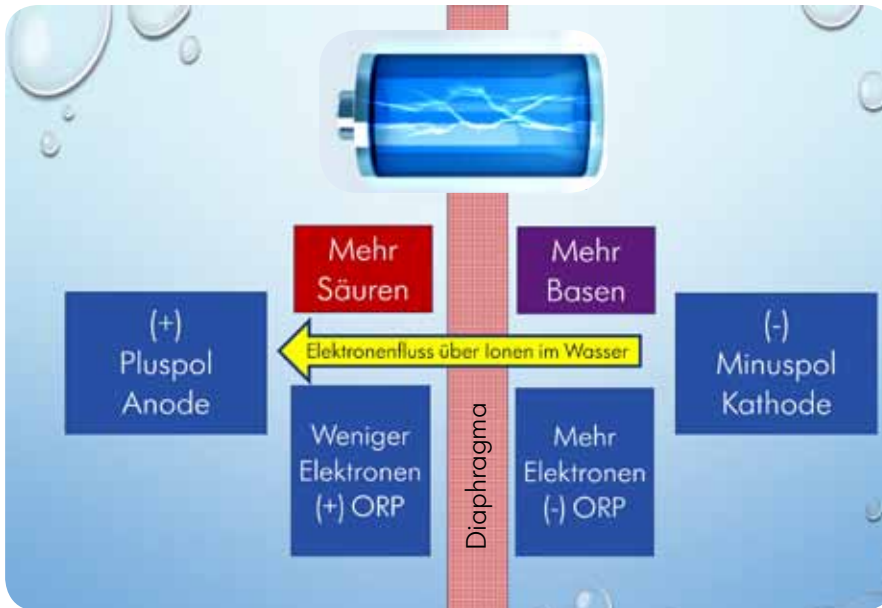 Mehr
Säuren
Mehr
Basen
(+)
Pluspol
Anode
(-)
Minuspol
Kathode
Elektronenfluss über Ionen im Wasser
Weniger
Elektronen
(+) ORP
Diaphragma
Mehr
Elektronen
(-) ORP